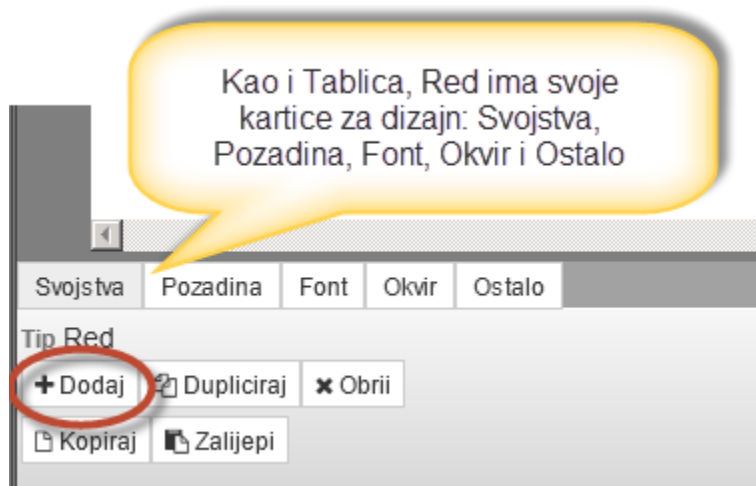 Kao i Tablica, Red ima svoje
kartice za dizajn: Svojstva,
Pozadina, Font, Okvir i Ostalo
Svojstva Pozadina Font Okvir Ostalo
Tip Red
Dodaj Dupliciraj Obrii
Kopiraj Zalijepi